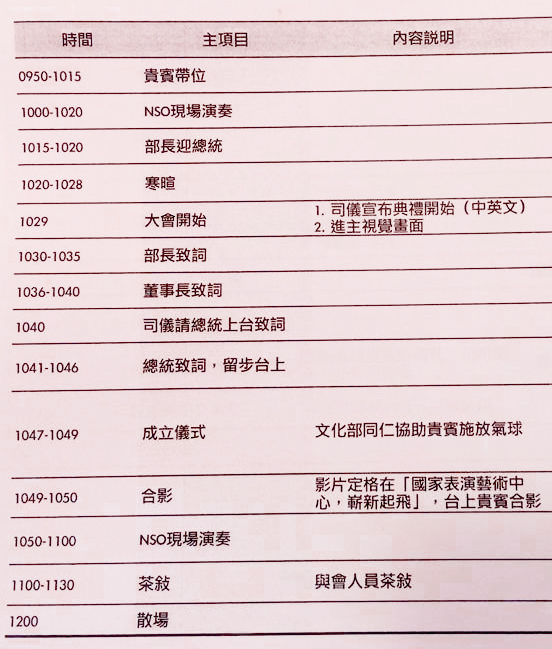 時間 主項目 內容説明
0950-1015 貴賓帶位
1000-1020 NSO現場演奏
1015-1020 部長迎總統
1020-1028 寒暄
1029 大會開始 1. 司儀宣布典禮開始（中英文）
2. 進主視覺畫面
1030-1035 部長致詞
1036-1040 董事長致詞
1040 司儀請總統上台致詞
1041-1046 總統致詞，留步台上
1047-1049 成立儀式 文化部同仁協助貴賓施放氣球
1049-1050 合影 影片定格在「國家表演藝術中
心，嶄新起飛」，台上貴賓合影
1050-1100 NSO現場演奏
1100-1130 茶敍 與會人員茶敍
1200 散場